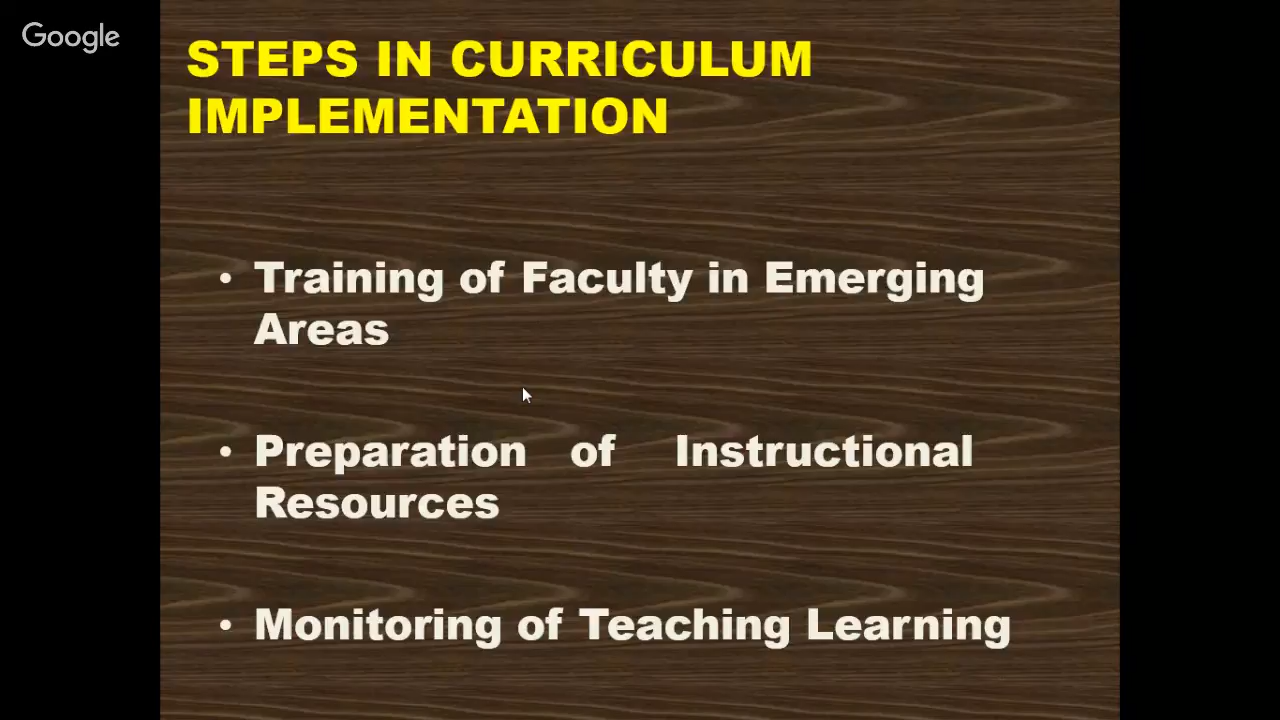 Google
STEPS IN CURRICULUM
IMPLEMENTATION
• Training of Faculty in Emerging
Areas
• Preparation of Instructional
Resources
• Monitoring of Teaching Learning